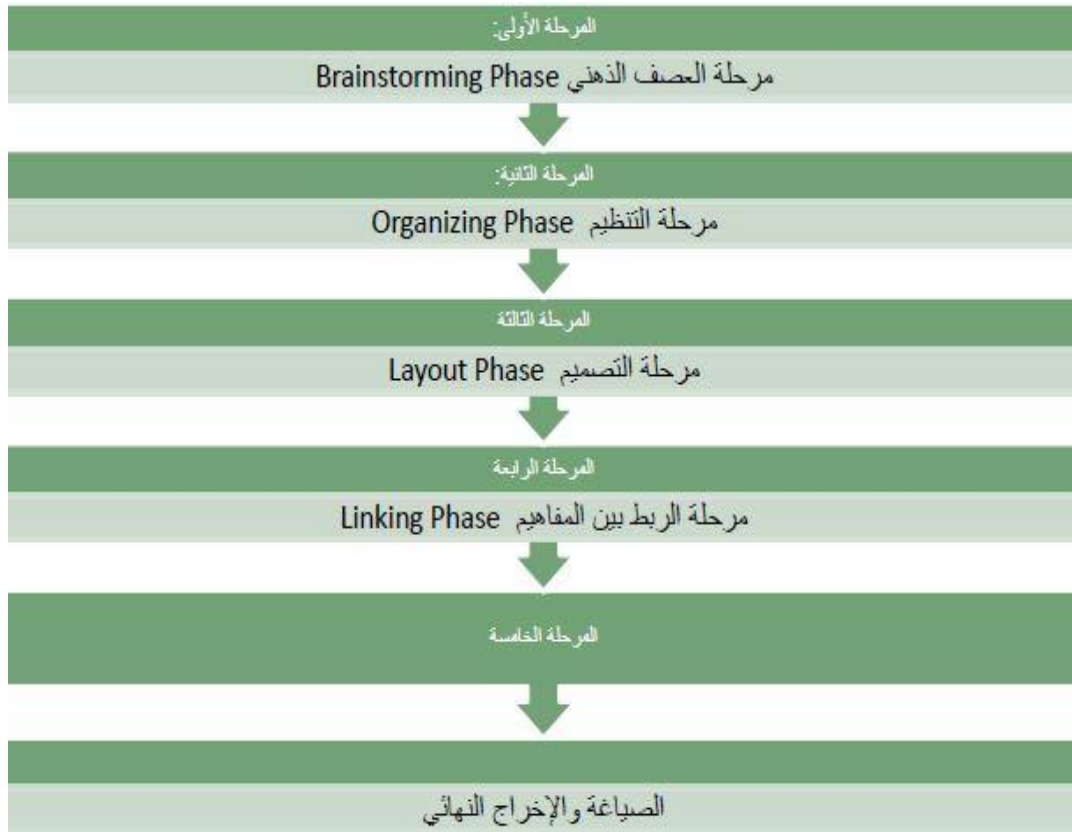 المرحلة الأولى:
مرحلة العصف الذهني Brainstorming Phase
المرحلة الثانية:
مرحلة التنظيم Organizing Phase
المرحلة الثالثة
مرحلة التصميم Layout Phase
المرحلة الرابعة
مرحلة الربط بين المفاهيم Linking Phase
المرحلة الخامسة
الصياغة والإخراج النهائي